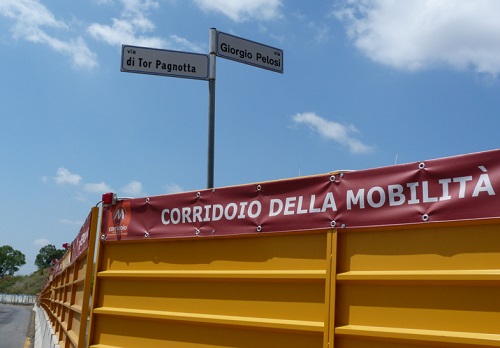 via
di Tor Pagnotta
via
Giorgio Pelosi
CORRIDOIO DELLA MOBILITÀ